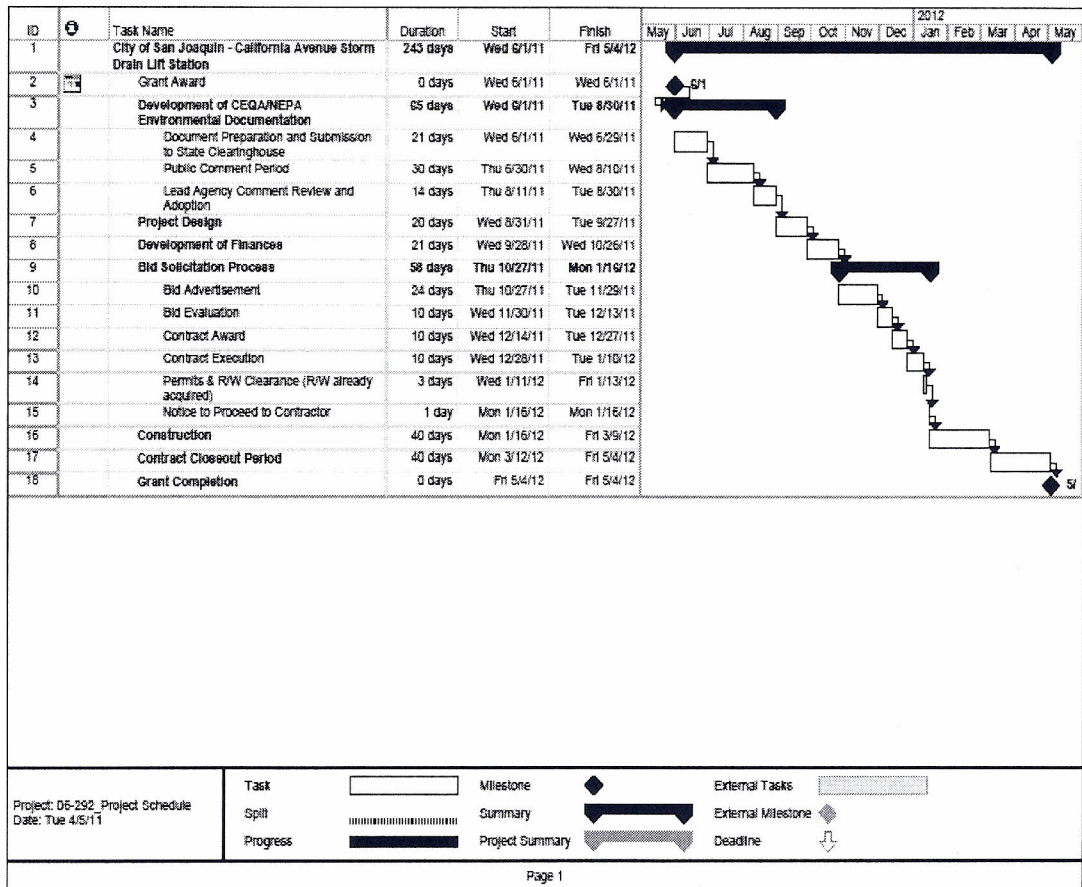 2012
ID Task Name Duration Start Finish May Jun Jul Aug Sep Oct Nov Dec Jan Feb Mar Apr May
1 City of San Joaquin - California Avenue Storm 243 days Wed 6/1/11 Fri 5/4/12
Drain Lift Station
2 Grant Award 0 days Wed 6/1/11 Wed 6/1/11 6/1
3 Development of CEQA/NEPA 65 days Wed 6/1/11 Tue 8/30/11
Environmental Documentation
4 Document Preparation and Submission 21 days Wed 6/1/11 Wed 6/29/11
to State Clearinghouse
5 Public Comment Period 30 days Thu 6/30/11 Wed 8/10/11
6 Lead Agency Comment Review and 14 days Thu 8/11/11 Tue 8/30/11
Adoption
7 Project Design 20 days Wed 8/31/11 Tue 9/27/11
8 Development of Finances 21 days Wed 9/28/11 Wed 10/26/11
9 Bid Solicitation Process 58 days Thu 10/27/11 Mon 1/16/12
10 Bid Advertisement 24 days Thu 10/27/11 Tue 11/29/11
11 Bid Evaluation 10 days Wed 11/30/11 Tue 12/13/11
12 Contract Award 10 days Wed 12/14/11 Tue 12/27/11
13 Contract Execution 10 days Wed 12/28/11 Tue 1/10/12
14 Permits & R/W Clearance (R/W already 3 days Wed 1/11/12 Fri 1/13/12
acquired)
15 Notice to Proceed to Contractor 1 day Mon 1/16/12 Mon 1/16/12
16 Construction 40 days Mon 1/16/12 Fri 3/9/12
17 Contract Closeout Period 40 days Mon 3/12/12 Fri 5/4/12
18 Grant Completion 0 days Fri 5/4/12 Fri 5/4/12 5/
Project: 06-292_Project Schedule
Date: Tue 4/5/11
Task Milestone External Tasks
Split Summary External Milestone
Progress Project Summary Deadline
Page 1